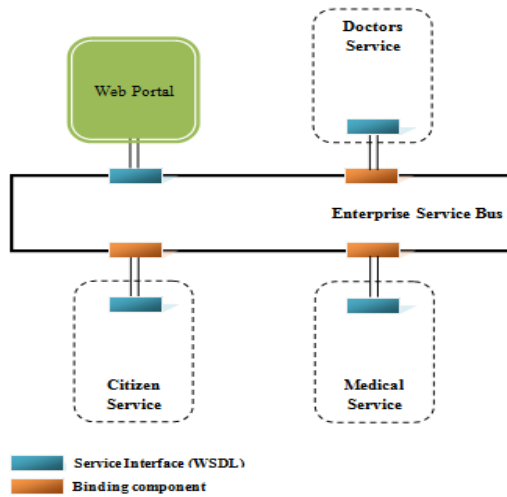 Doctors
Service
Web Portal
Enterprise Service Bus
Citizen
Service
Medical
Service
Service Interface (WSDL)
Binding component